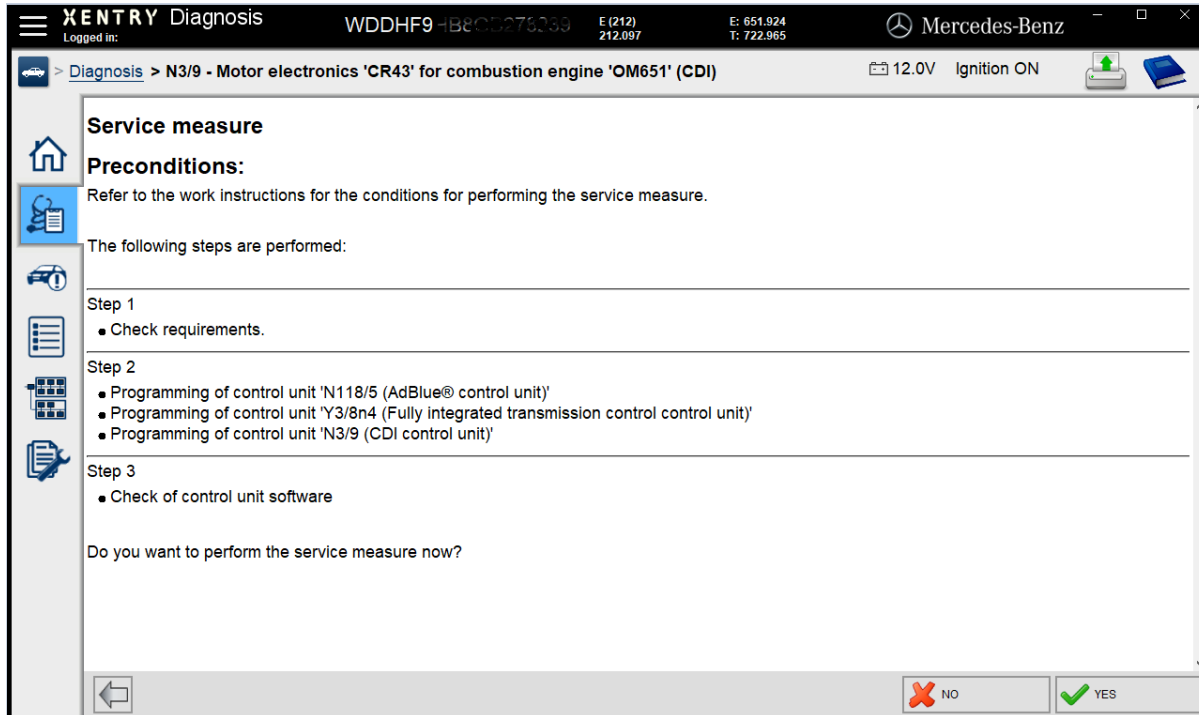 XENTRY Diagnosis
Logged in:
WDDHF9
E (212)
212.097
E: 651.924
T: 722.965
Mercedes-Benz
> Diagnosis > N3/9 - Motor electronics 'CR43' for combustion engine 'OM651' (CDI)
12.0V Ignition ON
Service measure
Preconditions:
Refer to the work instructions for the conditions for performing the service measure.
The following steps are performed:
Step 1
• Check requirements.
Step 2
• Programming of control unit 'N118/5 (AdBlue® control unit)'
• Programming of control unit 'Y3/8n4 (Fully integrated transmission control control unit)'
• Programming of control unit 'N3/9 (CDI control unit)'
Step 3
• Check of control unit software
Do you want to perform the service measure now?
NO
YES